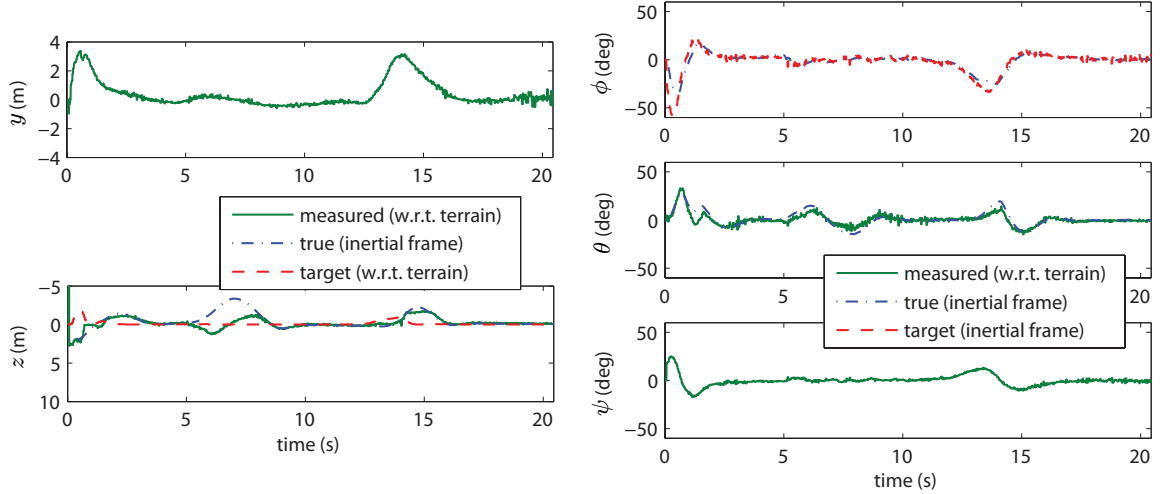 4
2
0
−2
−4
y (m)
0 5 10 15 20
measured (w.r.t. terrain)
true (inertial frame)
target (w.r.t. terrain)
−5
0
5
10
z (m)
0 5 10 15 20
time (s)
50
0
−50
ϕ (deg)
0 5 10 15 20
50
0
−50
θ (deg)
0 5 10 15 20
measured (w.r.t. terrain)
true (inertial frame)
target (inertial frame)
50
0
−50
ψ (deg)
0 5 10 15 20
time (s)